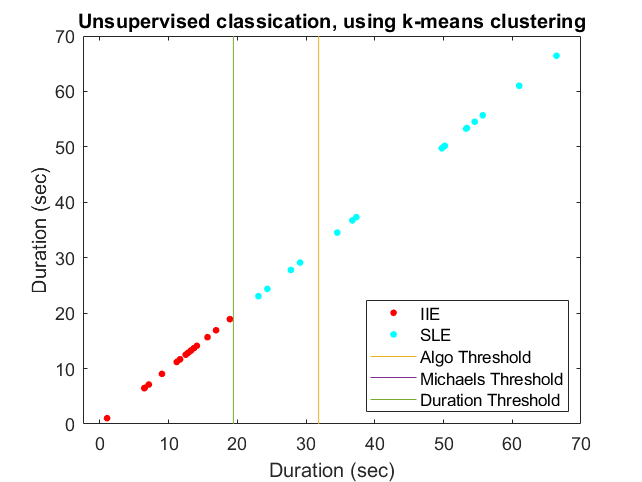 Unsupervised classication, using k-means clustering
70
60
50
40
30
20
10
0
Duration (sec)
IIE
SLE
Algo Threshold
Michaels Threshold
Duration Threshold
0 10 20 30 40 50 60 70
Duration (sec)